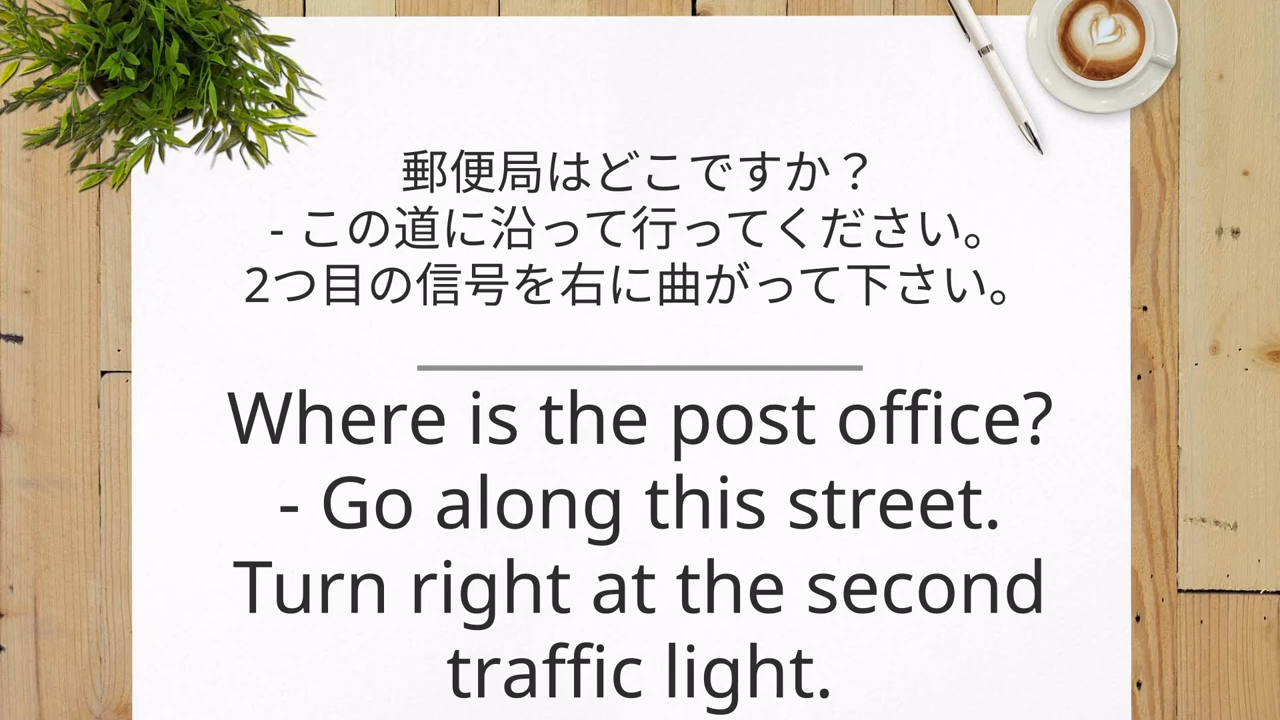 郵便局はどこですか？
- この道に沿って行ってください。
2つ目の信号を右に曲がって下さい。
Where is the post office?
- Go along this street.
Turn right at the second
traffic light.